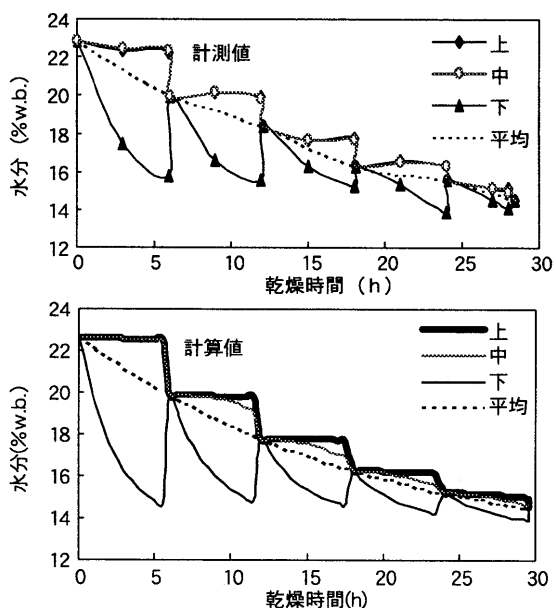 24
22
20
18
16
14
12
水分 (%w.b.)
計測値
上
中
下
平均
0 5 10 15 20 25 30
乾燥時間 (h)
24
22
20
18
16
14
12
水分(%w.b.)
計算値
上
中
下
平均
0 5 10 15 20 25 30
乾燥時間(h)